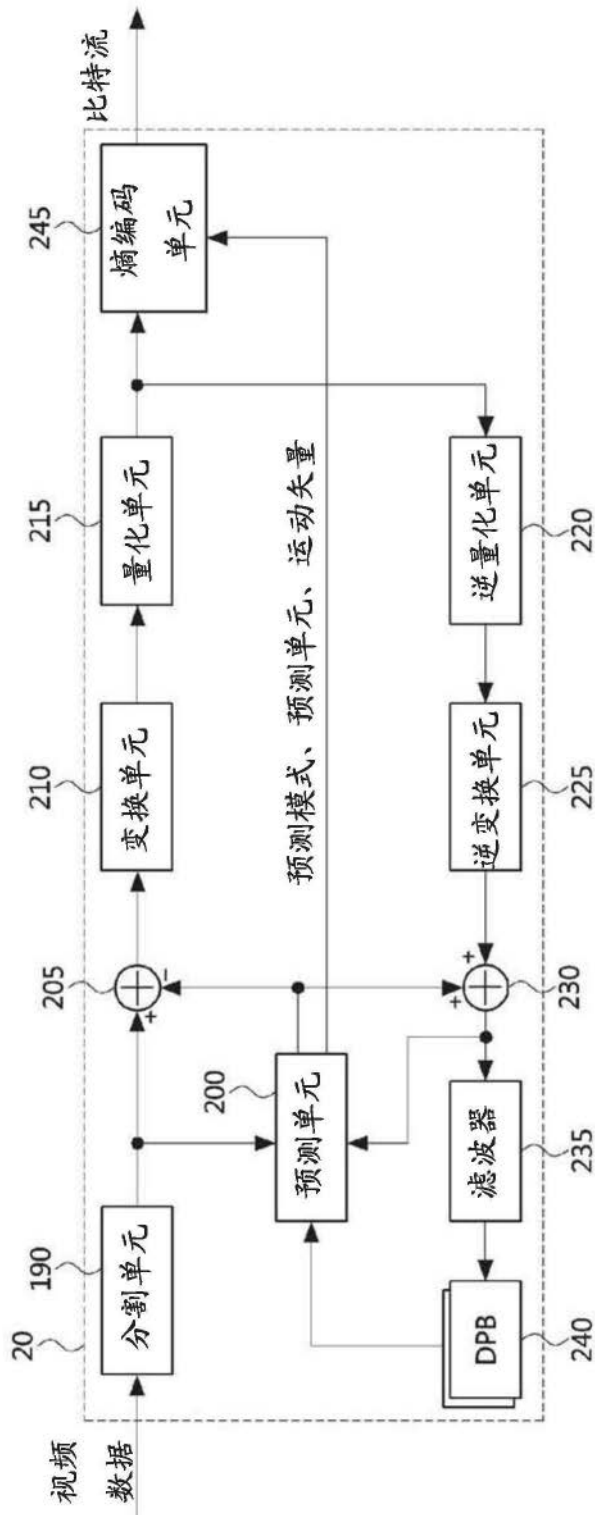 视频
数据
20
190
分割单元
205
+
-
210
变换单元
215
量化单元
245
熵编码
单元
比特流
200
预测单元
预测模式、预测单元、运动矢量
DPB
240
滤波器
235
+
+
230
逆变换单元
225
逆量化单元
220